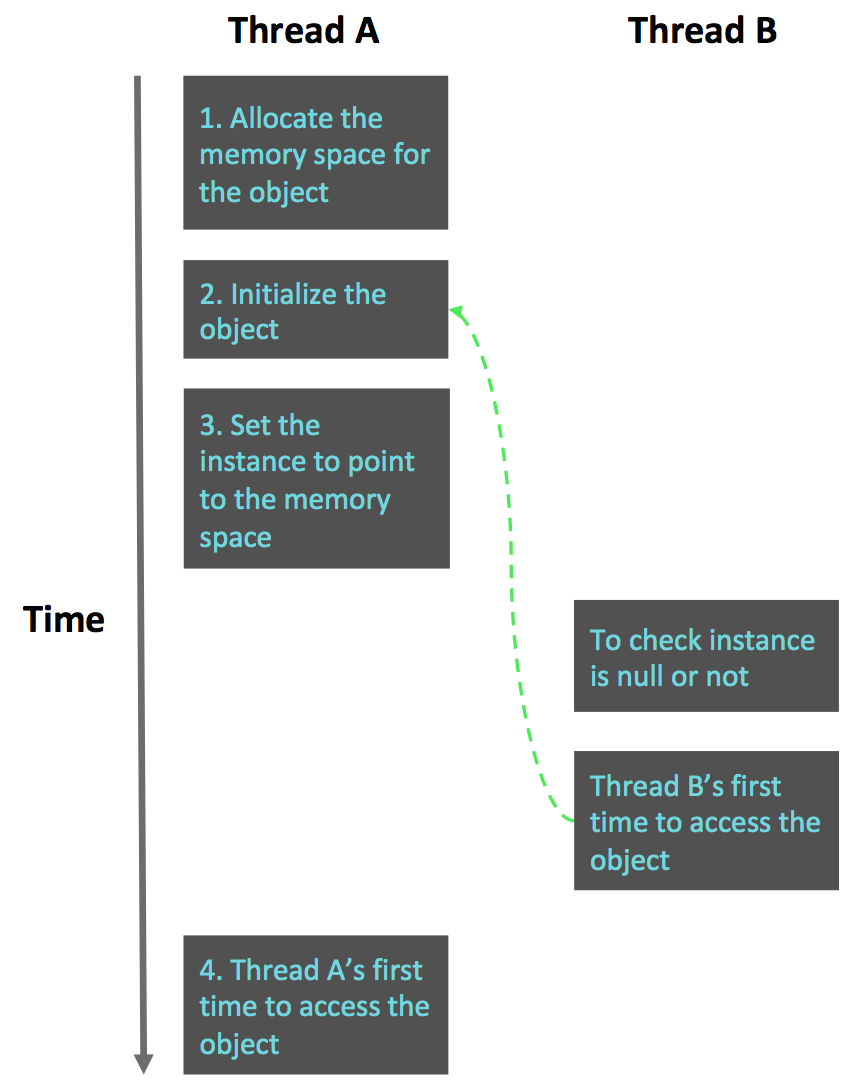 Thread A
Thread B
1. Allocate the
memory space for
the object
2. Initialize the
object
3. Set the
instance to point
to the memory
space
Time
To check instance
is null or not
Thread B’s first
time to access the
object
4. Thread A’s first
time to access the
object